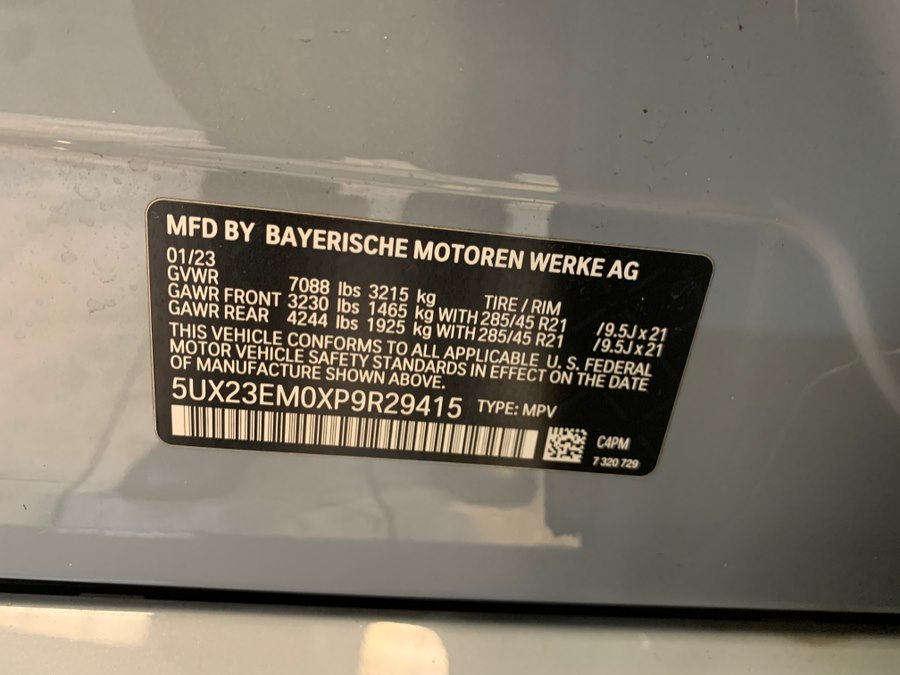 MFD BY BAYERISCHE MOTOREN WERKE AG
01/23
GVWR 7088 lbs 3215 kg TIRE / RIM
GAWR FRONT 3230 lbs 1465 kg WITH 285/45 R21 /9.5J x 21
GAWR REAR 4244 lbs 1925 kg WITH 285/45 R21 /9.5J x 21
THIS VEHICLE CONFORMS TO ALL APPLICABLE U. S. FEDERAL
MOTOR VEHICLE SAFETY STANDARDS IN EFFECT ON THE DATE
OF MANUFACTURE SHOWN ABOVE.
5UX23EM0XP9R29415 TYPE: MPV
C4PM
7 320 729